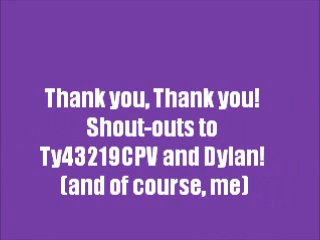 Thank you, Thank you!
Shout-outs to
Ty43219CPV and Dylan!
(and of course, me)